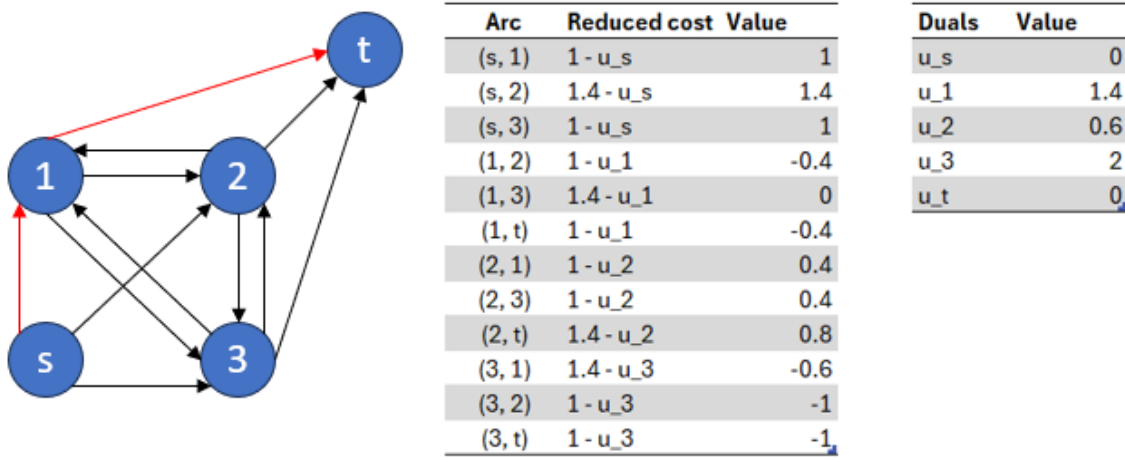 t
1
2
s
3
Arc Reduced cost Value
(s, 1) 1 - u_s 1
(s, 2) 1.4 - u_s 1.4
(s, 3) 1 - u_s 1
(1, 2) 1 - u_1 -0.4
(1, 3) 1.4 - u_1 0
(1, t) 1 - u_1 -0.4
(2, 1) 1 - u_2 0.4
(2, 3) 1 - u_2 0.4
(2, t) 1.4 - u_2 0.8
(3, 1) 1.4 - u_3 -0.6
(3, 2) 1 - u_3 -1
(3, t) 1 - u_3 -1
Duals Value
u_s 0
u_1 1.4
u_2 0.6
u_3 2
u_t 0